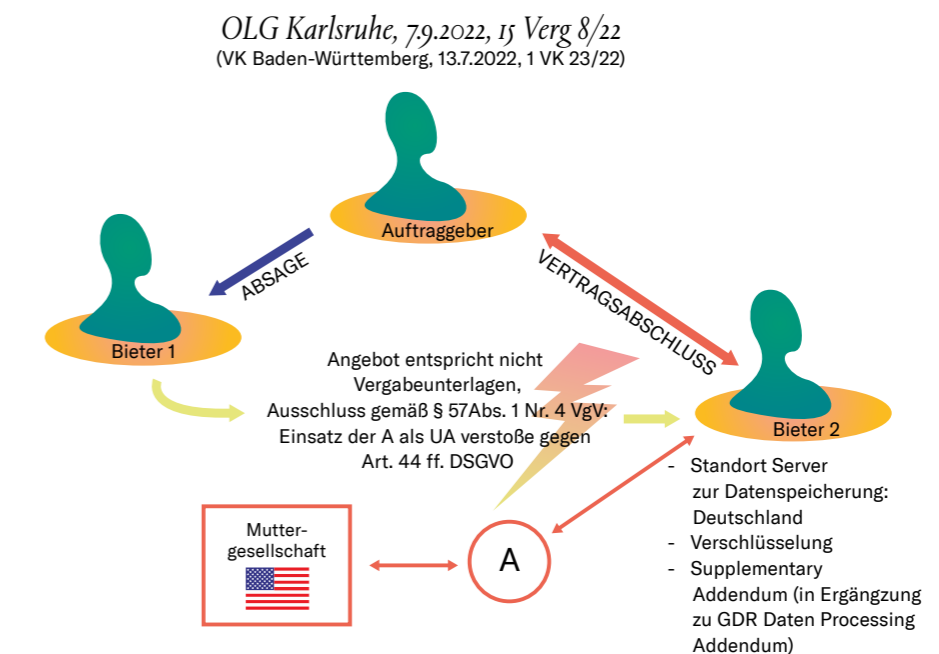 OLG Karlsruhe, 7.9.2022, 15 Verg 8/22
(VK Baden-Württemberg, 13.7.2022, 1 VK 23/22)
Auftraggeber
ABSAGE
VERTRAGSABSCHLUSS
Bieter 1
Angebot entspricht nicht
Vergabeunterlagen,
Ausschluss gemäß § 57Abs. 1 Nr. 4 VgV:
Einsatz der A als UA verstoße gegen
Art. 44 ff. DSGVO
Bieter 2
- Standort Server
zur Datenspeicherung:
Deutschland
- Verschlüsselung
- Supplementary
Addendum (in Ergängzung
zu GDR Daten Processing
Addendum)
Mutter-
gesellschaft
A